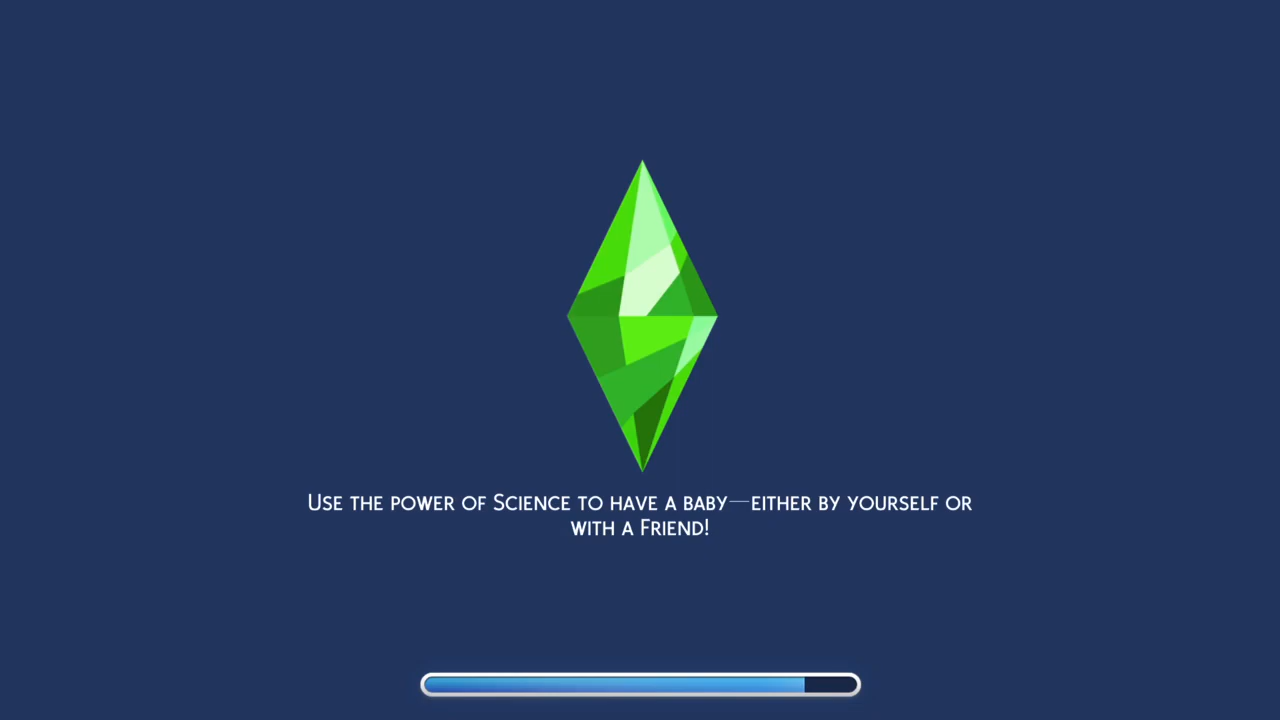 Use the power of Science to have a baby—either by yourself or
with a Friend!